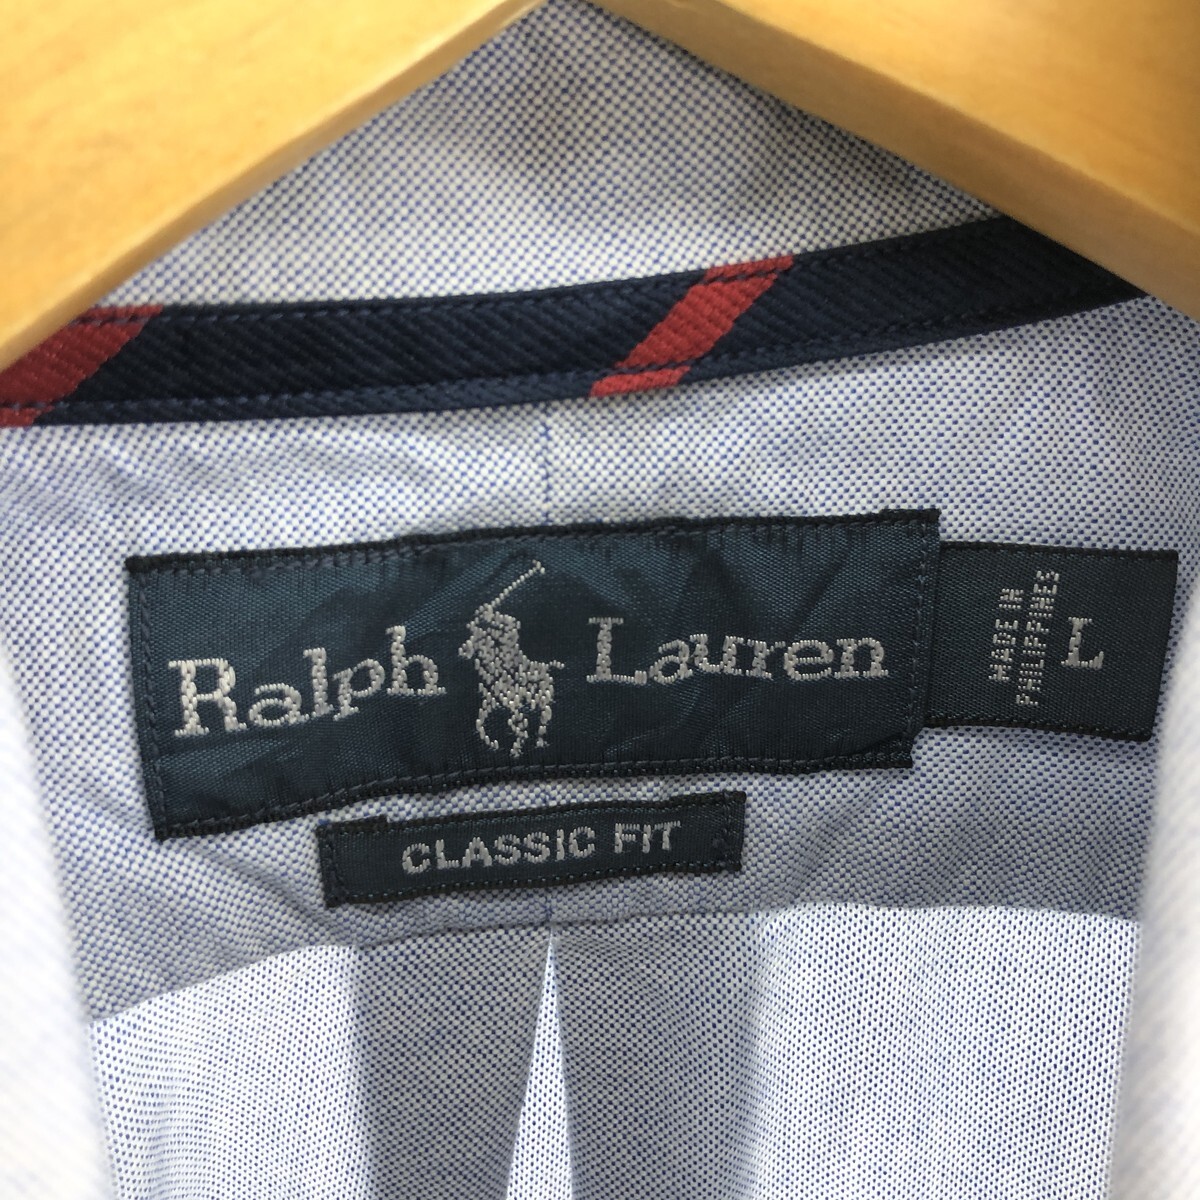 Ralph Lauren
CLASSIC FIT
MADE IN
PHILIPPINES
L